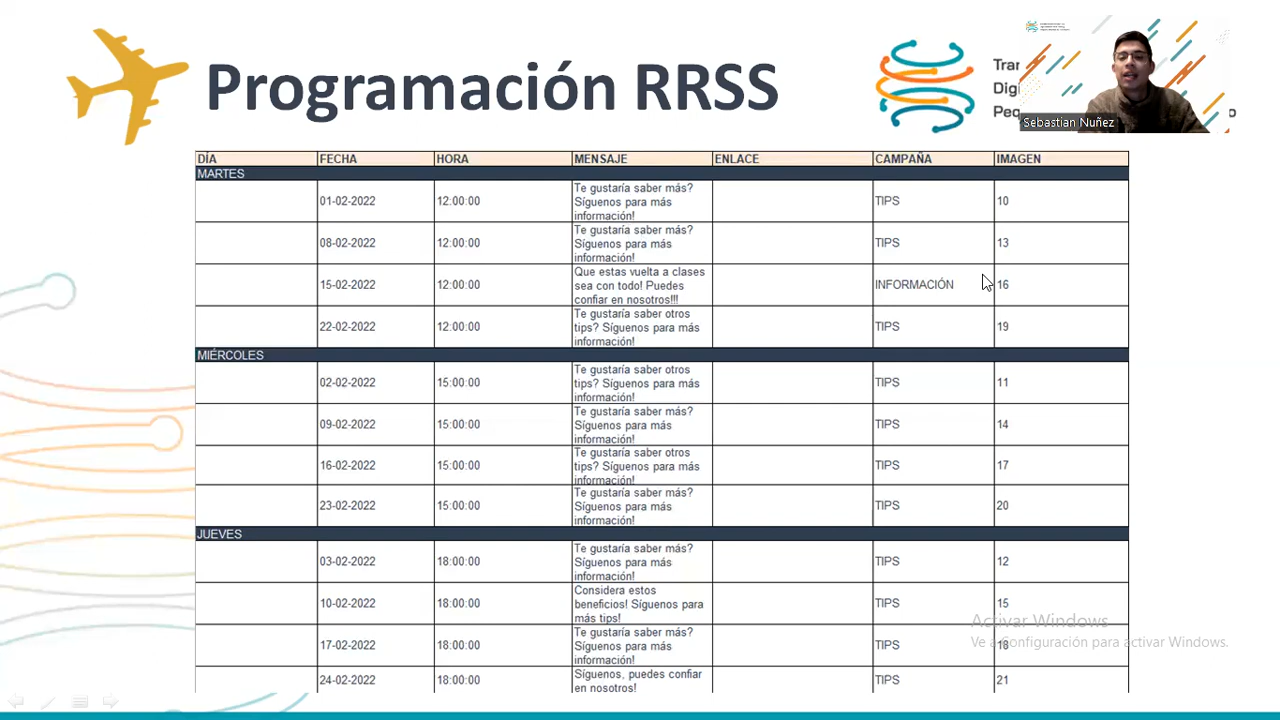 Programación RRSS
Sebastian Nuñez
DÍA FECHA HORA MENSAJE ENLACE CAMPAÑA IMAGEN
MARTES
01-02-2022 12:00:00 Te gustaría saber más? Síguenos para más información! TIPS 10
08-02-2022 12:00:00 Te gustaría saber más? Síguenos para más información! TIPS 13
15-02-2022 12:00:00 Que estas vuelta a clases sea con todo! Puedes confiar en nosotros!!! INFORMACIÓN 16
22-02-2022 12:00:00 Te gustaría saber otros tips? Síguenos para más información! TIPS 19
MIÉRCOLES
02-02-2022 15:00:00 Te gustaría saber otros tips? Síguenos para más información! TIPS 11
09-02-2022 15:00:00 Te gustaría saber más? Síguenos para más información! TIPS 14
16-02-2022 15:00:00 Te gustaría saber otros tips? Síguenos para más información! TIPS 17
23-02-2022 15:00:00 Te gustaría saber más? Síguenos para más información! TIPS 20
JUEVES
03-02-2022 18:00:00 Te gustaría saber más? Síguenos para más información! TIPS 12
10-02-2022 18:00:00 Considera estos beneficios! Síguenos para más tips! TIPS 15
17-02-2022 18:00:00 Te gustaría saber más? Síguenos para más información! TIPS 18
24-02-2022 18:00:00 Síguenos, puedes confiar en nosotros! TIPS 21
Activar Windows
Ve a Configuración para activar Windows.